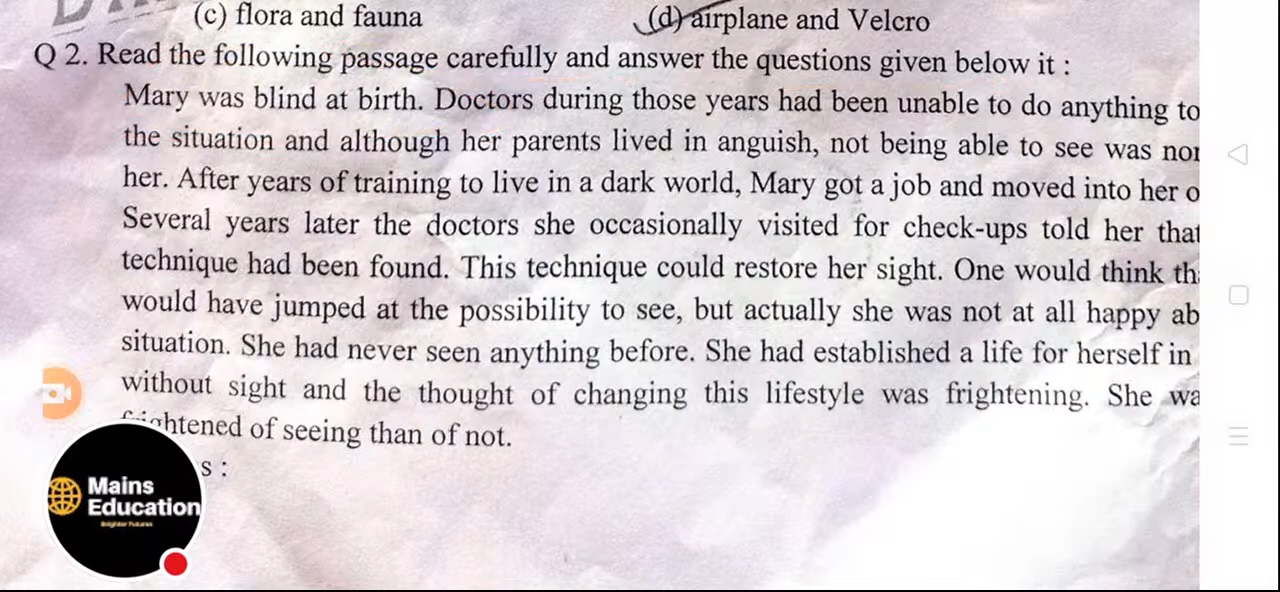 (c) flora and fauna (d) airplane and Velcro
Q 2. Read the following passage carefully and answer the questions given below it :
Mary was blind at birth. Doctors during those years had been unable to do anything to
the situation and although her parents lived in anguish, not being able to see was
her. After years of training to live in a dark world, Mary got a job and moved into her
Several years later the doctors she occasionally visited for check-ups told her that
technique had been found. This technique could restore her sight. One would think
would have jumped at the possibility to see, but actually she was not at all happy
situation. She had never seen anything before. She had established a life for herself in
without sight and the thought of changing this lifestyle was frightening. She
of seeing than of not.
Mains
Education
Brighter Futures